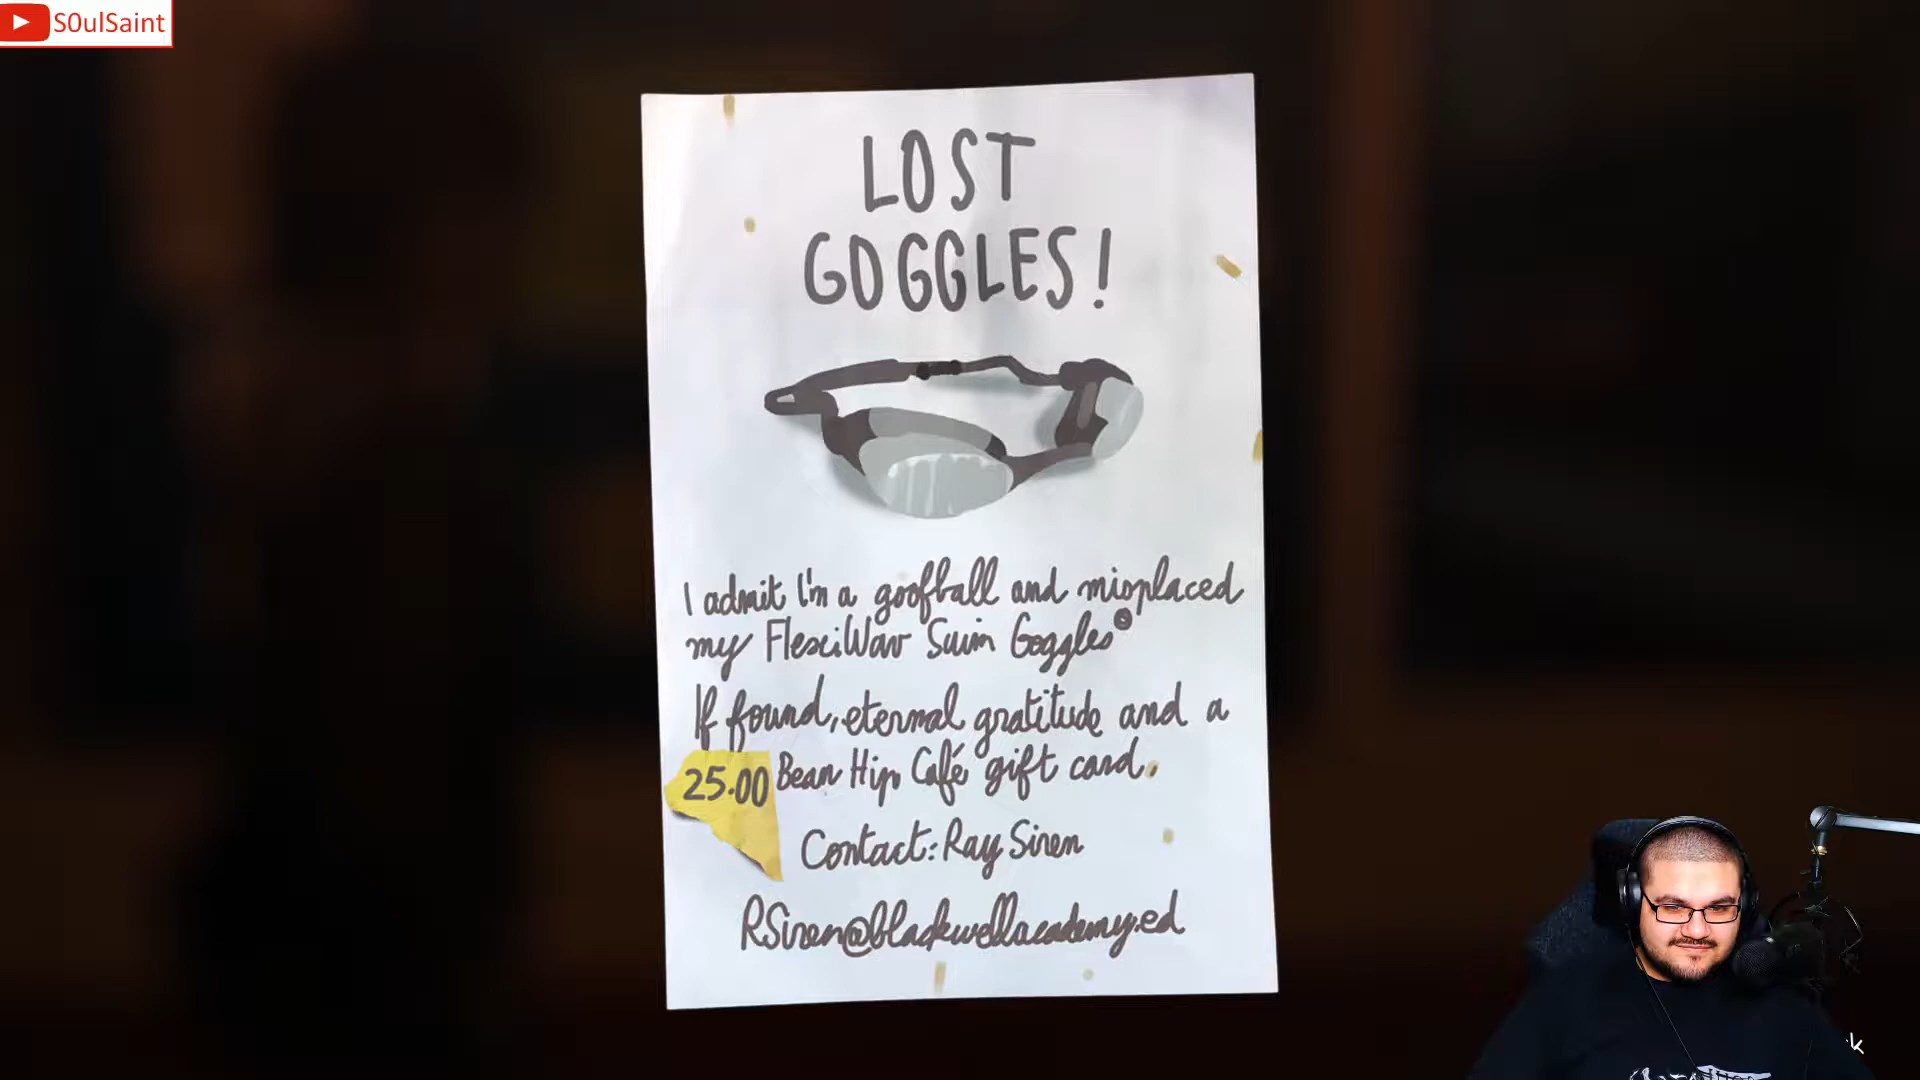 S0ulSaint
LOST
GOGGLES!
I admit I'm a goofball and misplaced
my FlexiWav Swim Goggles®
If found, eternal gratitude and a
25.00 Bean Hip Café gift card.
Contact: Ray Siren
RSiren@blackwellacademy.ed